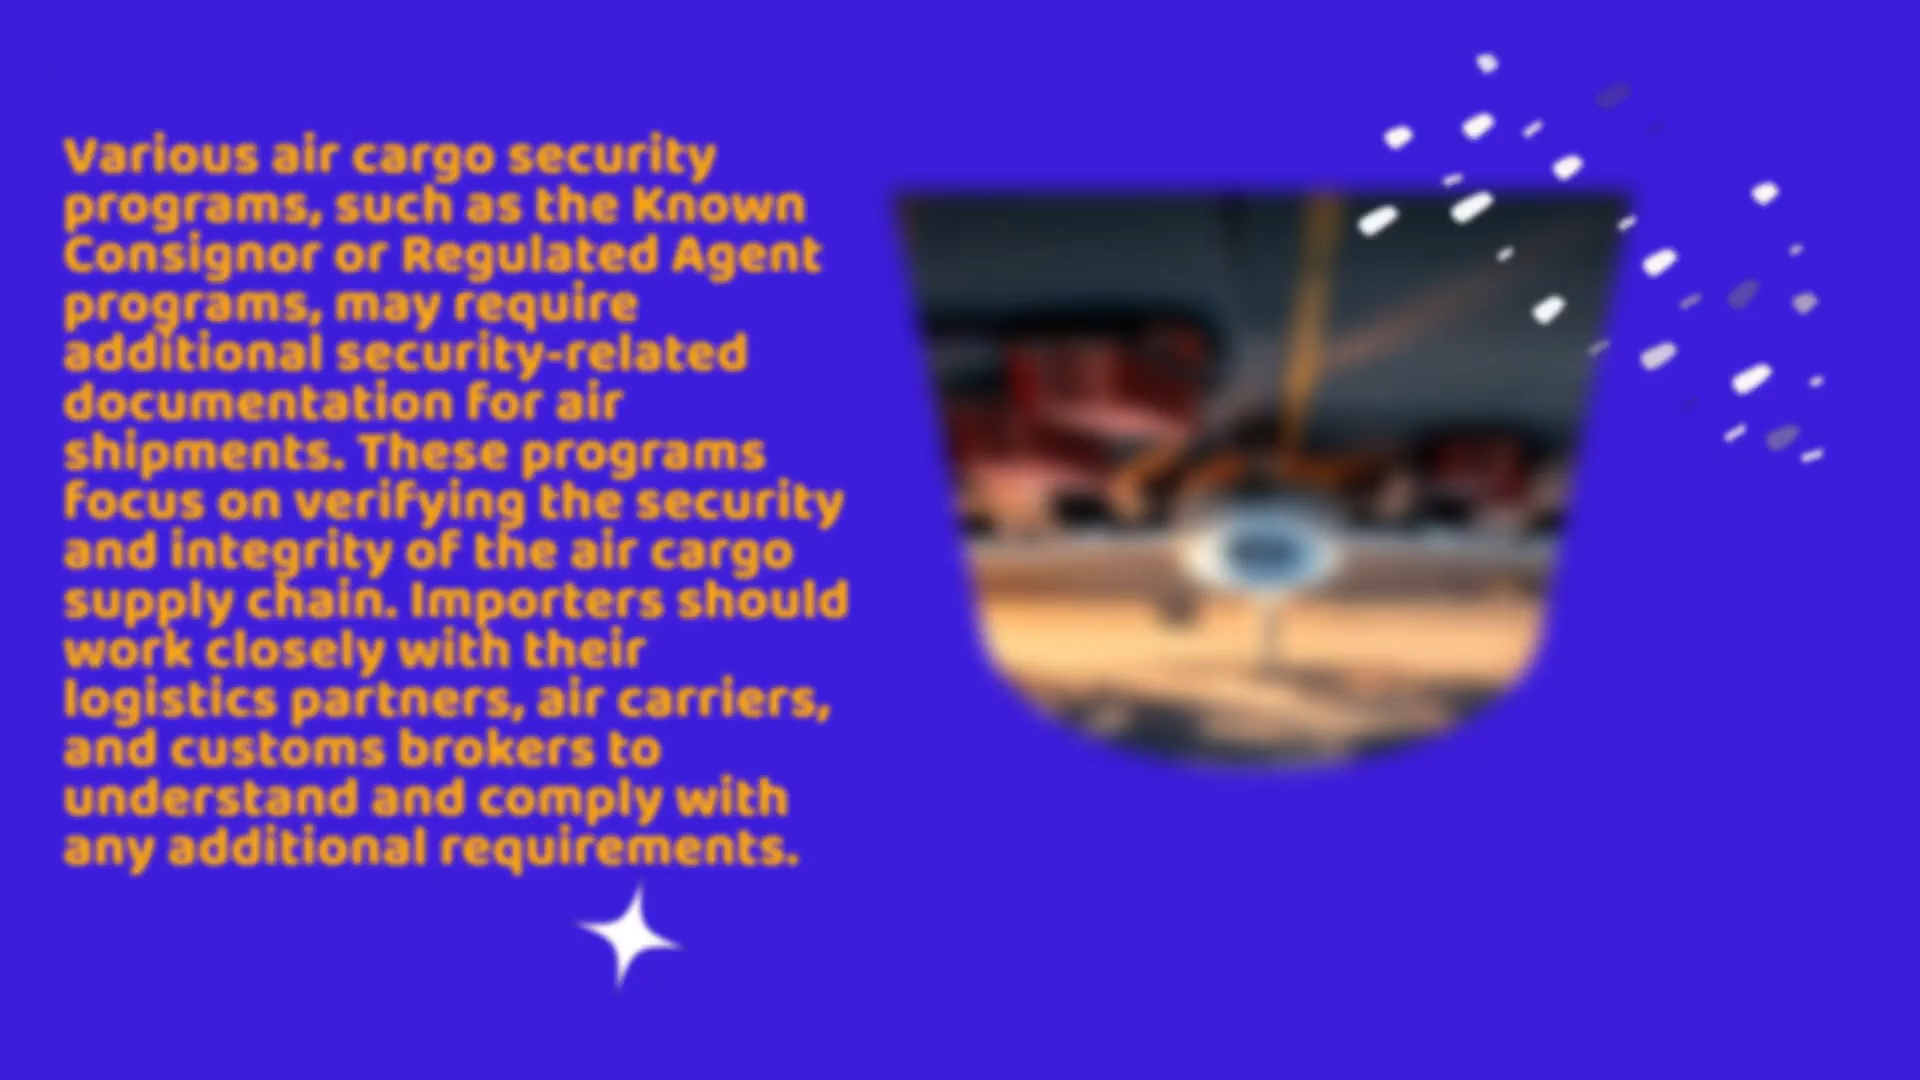 Various air cargo security
programs, such as the Known
Consignor or Regulated Agent
programs, may require
additional security-related
documentation for air
shipments. These programs
focus on verifying the security
and integrity of the air cargo
supply chain. Importers should
work closely with their
logistics partners, air carriers,
and customs brokers to
understand and comply with
any additional requirements.